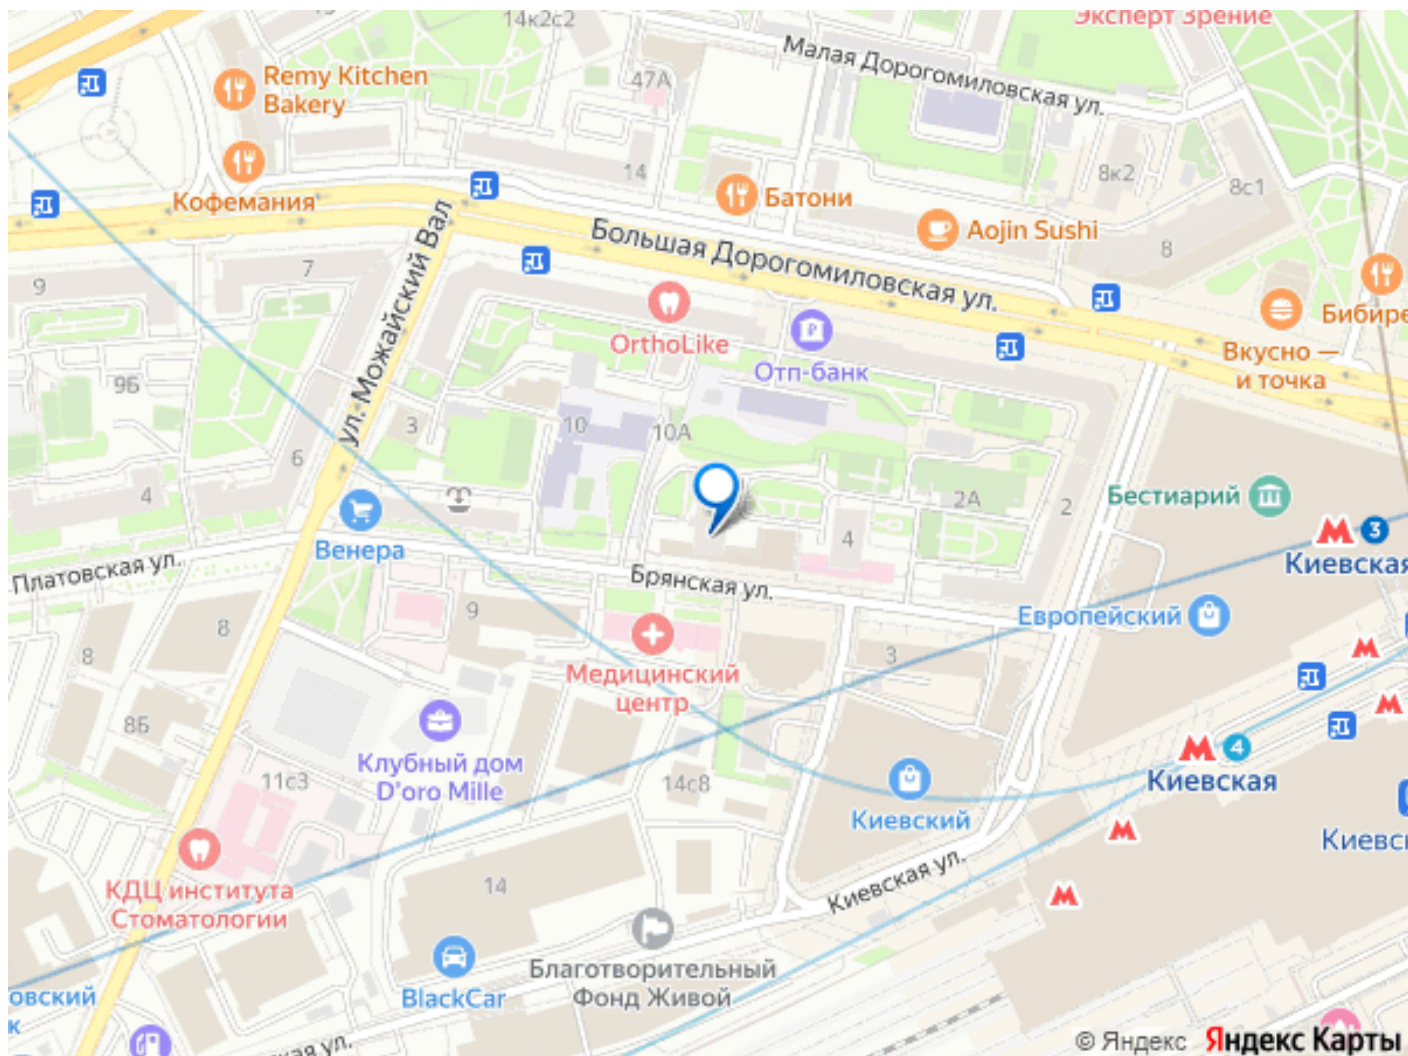 14к2с2
Эксперт Зрение
Remy Kitchen
Bakery
47А
Малая Дорогомиловская ул.
Кофемания
14
Батони
8к2
8с1
Aojin Sushi
8
ул. Можайский Вал
Большая Дорогомиловская ул.
9
7
OrthoLike
Отп-банк
Бибире
Вкусно —
и точка
9Б
3
10
10А
6
4
2А
2
Бестиарий
3
Киевская
Венера
4
Платовская ул.
Брянская ул.
9
8
8
Европейский
3
Медицинский
центр
8Б
Клубный дом
D'oro Mille
11с3
14с8
4
Киевская
Киевский
Киевс
КДЦ института
Стоматологии
14
Киевская ул.
Благотворительный
Фонд Живой
BlackCar
овский
к
ская ул.
© Яндекс Яндекс Карты